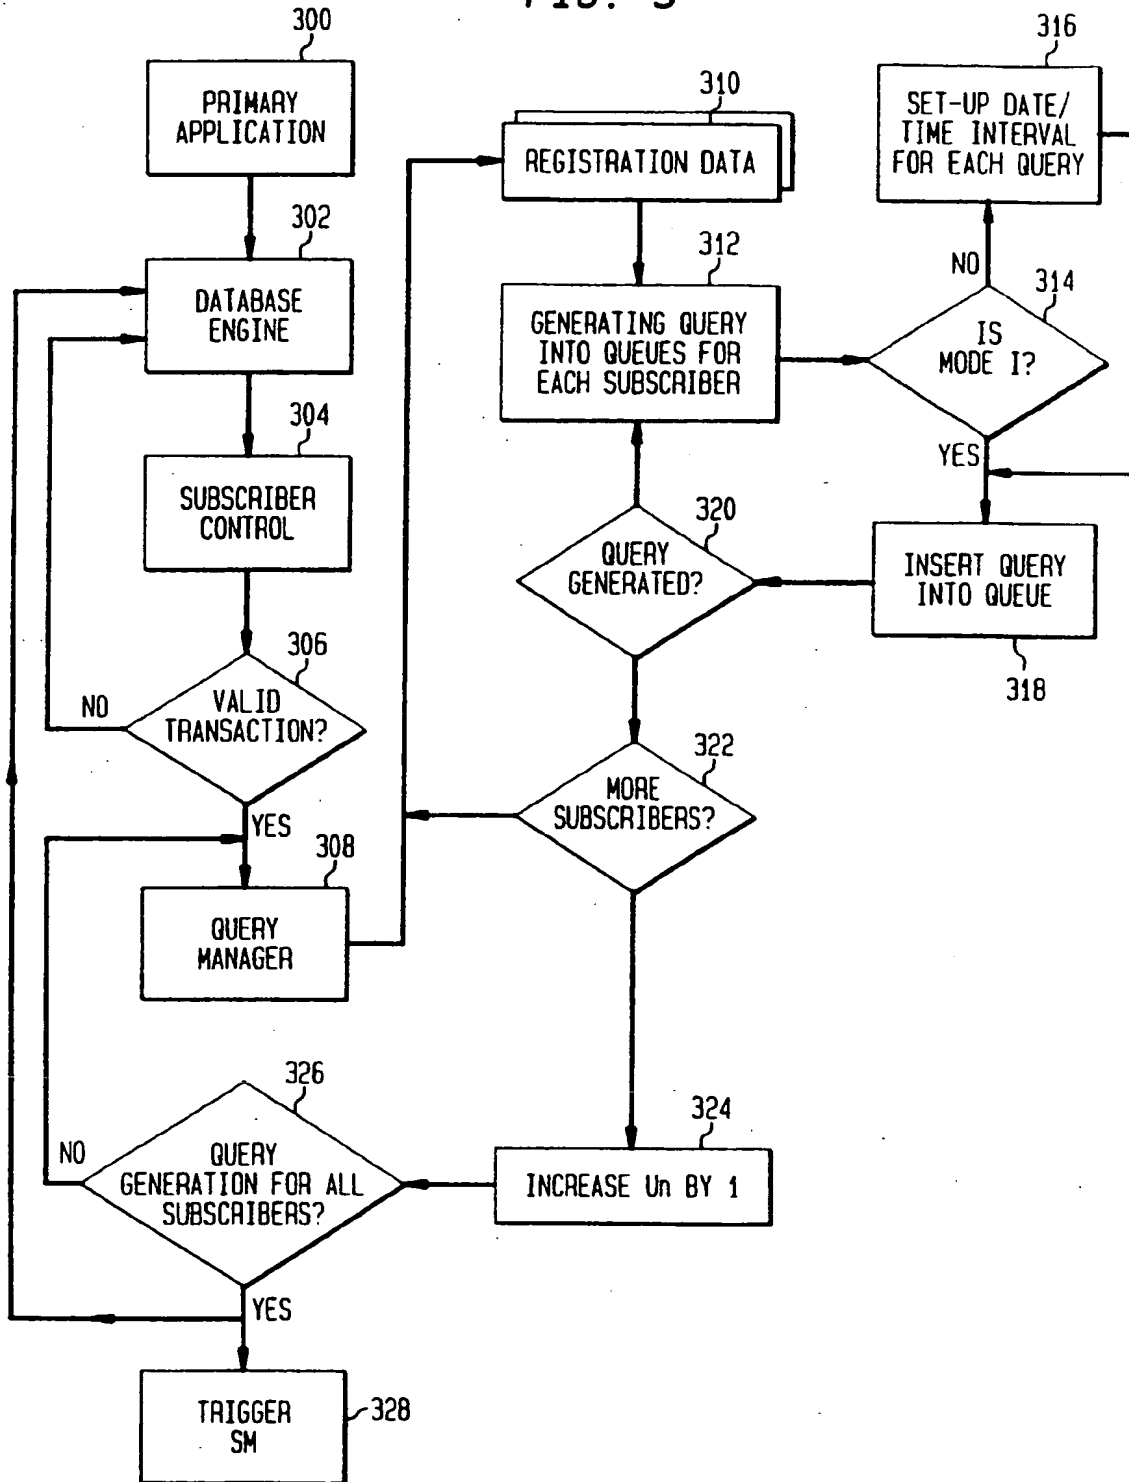 FIG. 3
300
PRIMARY
APPLICATION
302
DATABASE
ENGINE
304
SUBSCRIBER
CONTROL
306
VALID
TRANSACTION?
NO
YES
308
QUERY
MANAGER
310
REGISTRATION DATA
312
GENERATING QUERY
INTO QUEUES FOR
EACH SUBSCRIBER
314
IS
MODE I?
NO
YES
316
SET-UP DATE/
TIME INTERVAL
FOR EACH QUERY
INSERT QUERY
INTO QUEUE
318
320
QUERY
GENERATED?
322
MORE
SUBSCRIBERS?
324
INCREASE Un BY 1
326
QUERY
GENERATION FOR ALL
SUBSCRIBERS?
NO
YES
TRIGGER
SM
328